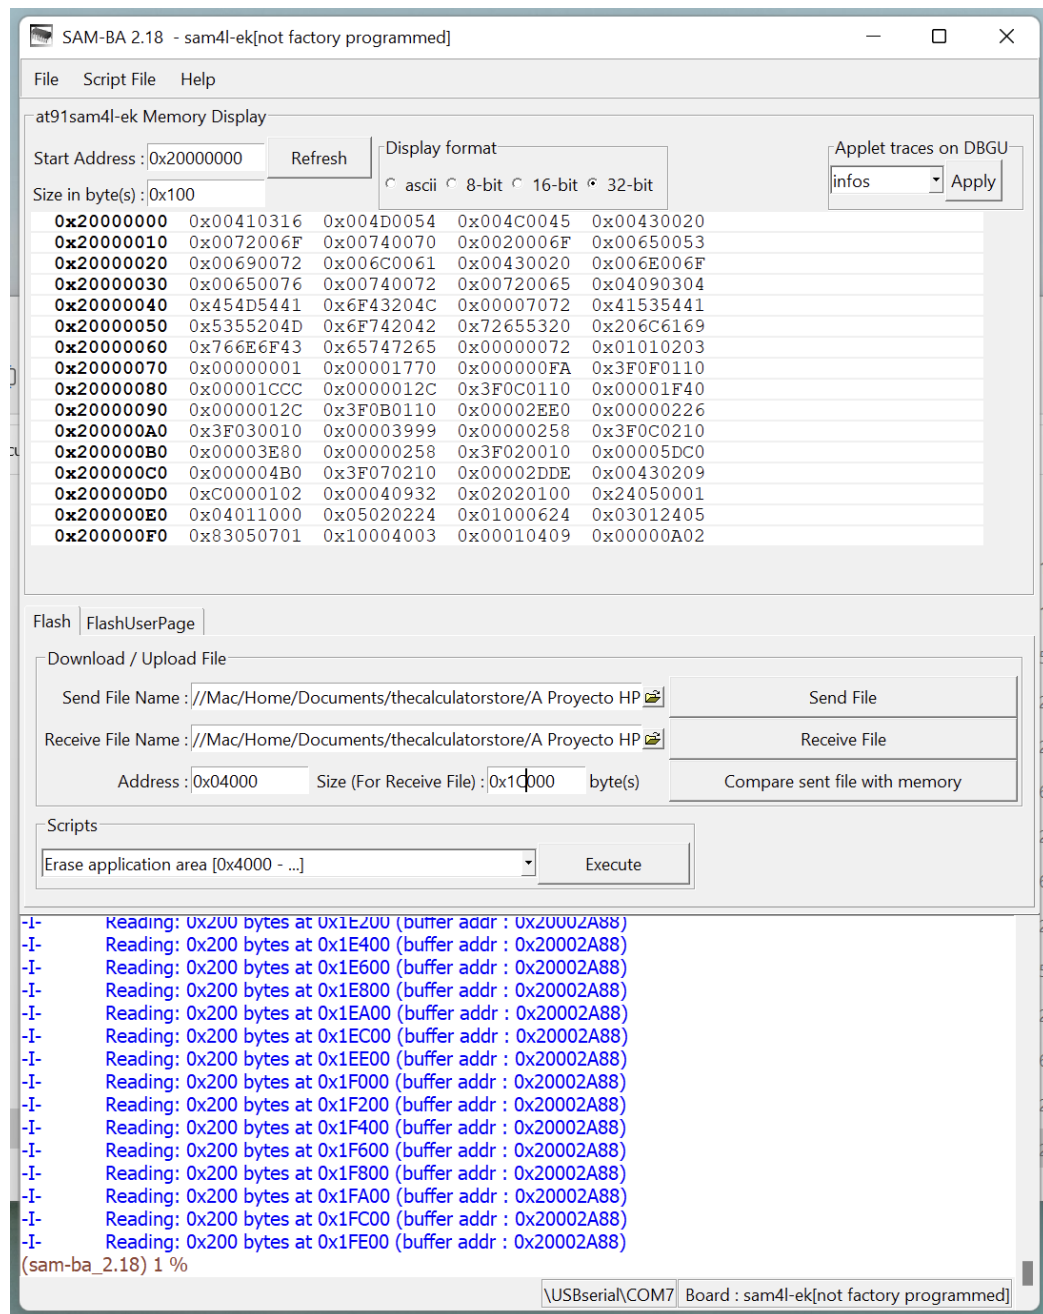 SAM-BA 2.18 - sam4l-ek[not factory programmed]
File Script File Help
at91sam4l-ek Memory Display
Start Address : 0x20000000 Refresh
Size in byte(s) : 0x100
Display format
ascii 8-bit 16-bit 32-bit
Applet traces on DBGU
infos Apply
0x20000000 0x00410316 0x004D0054 0x004C0045 0x00430020
0x20000010 0x0072006F 0x00740070 0x0020006F 0x00650053
0x20000020 0x00690072 0x006C0061 0x00430020 0x006E006F
0x20000030 0x00650076 0x00740072 0x00720065 0x04090304
0x20000040 0x454D5441 0x6F43204C 0x00007072 0x41535441
0x20000050 0x5355204D 0x6F742042 0x72655320 0x206C6169
0x20000060 0x766E6F43 0x65747265 0x00000072 0x01010203
0x20000070 0x00000001 0x00001770 0x000000FA 0x3F0F0110
0x20000080 0x00001CCC 0x0000012C 0x3F0C0110 0x00001F40
0x20000090 0x0000012C 0x3F0B0110 0x00002EE0 0x00000226
0x200000A0 0x3F030010 0x00003999 0x00000258 0x3F0C0210
0x200000B0 0x00003E80 0x00000258 0x3F020010 0x00005DC0
0x200000C0 0x000004B0 0x3F070210 0x00002DDE 0x00430209
0x200000D0 0xC0000102 0x00040932 0x02020100 0x24050001
0x200000E0 0x04011000 0x05020224 0x01000624 0x03012405
0x200000F0 0x83050701 0x10004003 0x00010409 0x00000A02
Flash FlashUserPage
Download / Upload File
Send File Name : //Mac/Home/Documents/thecalculatorstore/A Proyecto HP Send File
Receive File Name : //Mac/Home/Documents/thecalculatorstore/A Proyecto HP Receive File
Address : 0x04000 Size (For Receive File) : 0x1C000 byte(s) Compare sent file with memory
Scripts
Erase application area [0x4000 - ...] Execute
-I- Reading: 0x200 bytes at 0x1E200 (buffer addr : 0x20002A88)
-I- Reading: 0x200 bytes at 0x1E400 (buffer addr : 0x20002A88)
-I- Reading: 0x200 bytes at 0x1E600 (buffer addr : 0x20002A88)
-I- Reading: 0x200 bytes at 0x1E800 (buffer addr : 0x20002A88)
-I- Reading: 0x200 bytes at 0x1EA00 (buffer addr : 0x20002A88)
-I- Reading: 0x200 bytes at 0x1EC00 (buffer addr : 0x20002A88)
-I- Reading: 0x200 bytes at 0x1EE00 (buffer addr : 0x20002A88)
-I- Reading: 0x200 bytes at 0x1F000 (buffer addr : 0x20002A88)
-I- Reading: 0x200 bytes at 0x1F200 (buffer addr : 0x20002A88)
-I- Reading: 0x200 bytes at 0x1F400 (buffer addr : 0x20002A88)
-I- Reading: 0x200 bytes at 0x1F600 (buffer addr : 0x20002A88)
-I- Reading: 0x200 bytes at 0x1F800 (buffer addr : 0x20002A88)
-I- Reading: 0x200 bytes at 0x1FA00 (buffer addr : 0x20002A88)
-I- Reading: 0x200 bytes at 0x1FC00 (buffer addr : 0x20002A88)
-I- Reading: 0x200 bytes at 0x1FE00 (buffer addr : 0x20002A88)
(sam-ba_2.18) 1 %
\USBserial\COM7 Board : sam4l-ek[not factory programmed]